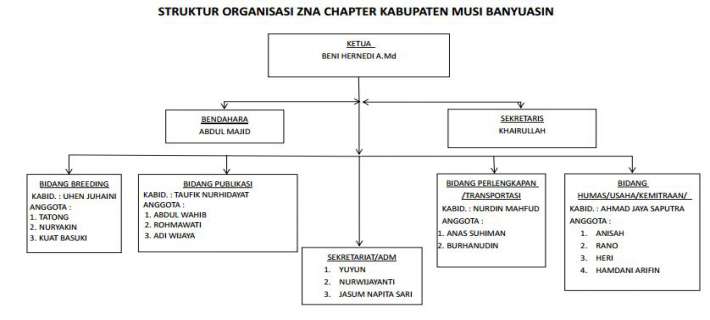 STRUKTUR ORGANISASI ZNA CHAPTER KABUPATEN MUSI BANYUASIN
KETUA
BENI HERNEDI A.Md
BENDAHARA
ABDUL MAJID
SEKRETARIS
KHAIRULLAH
BIDANG BREEDING
KABID. : UHEN JUHAINI
ANGGOTA :
1. TATONG
2. NURYAKIN
3. KUAT BASUKI
BIDANG PUBLIKASI
KABID. : TAUFIK NURHIDAYAT
ANGGOTA :
1. ABDUL WAHIB
2. ROHMAWATI
3. ADI WIJAYA
SEKRETARIAT/ADM
1. YUYUN
2. NURWIJAYANTI
3. JASUM NAPITA SARI
BIDANG PERLENGKAPAN
/TRANSPORTASI
KABID. : NURDIN MAHFUD
ANGGOTA :
1. ANAS SUHIMAN
2. BURHANUDIN
BIDANG
HUMAS/USAHA/KEMITRAAN/
KABID. : AHMAD JAYA SAPUTRA
ANGGOTA :
1. ANISAH
2. RANO
3. HERI
4. HAMDANI ARIFIN